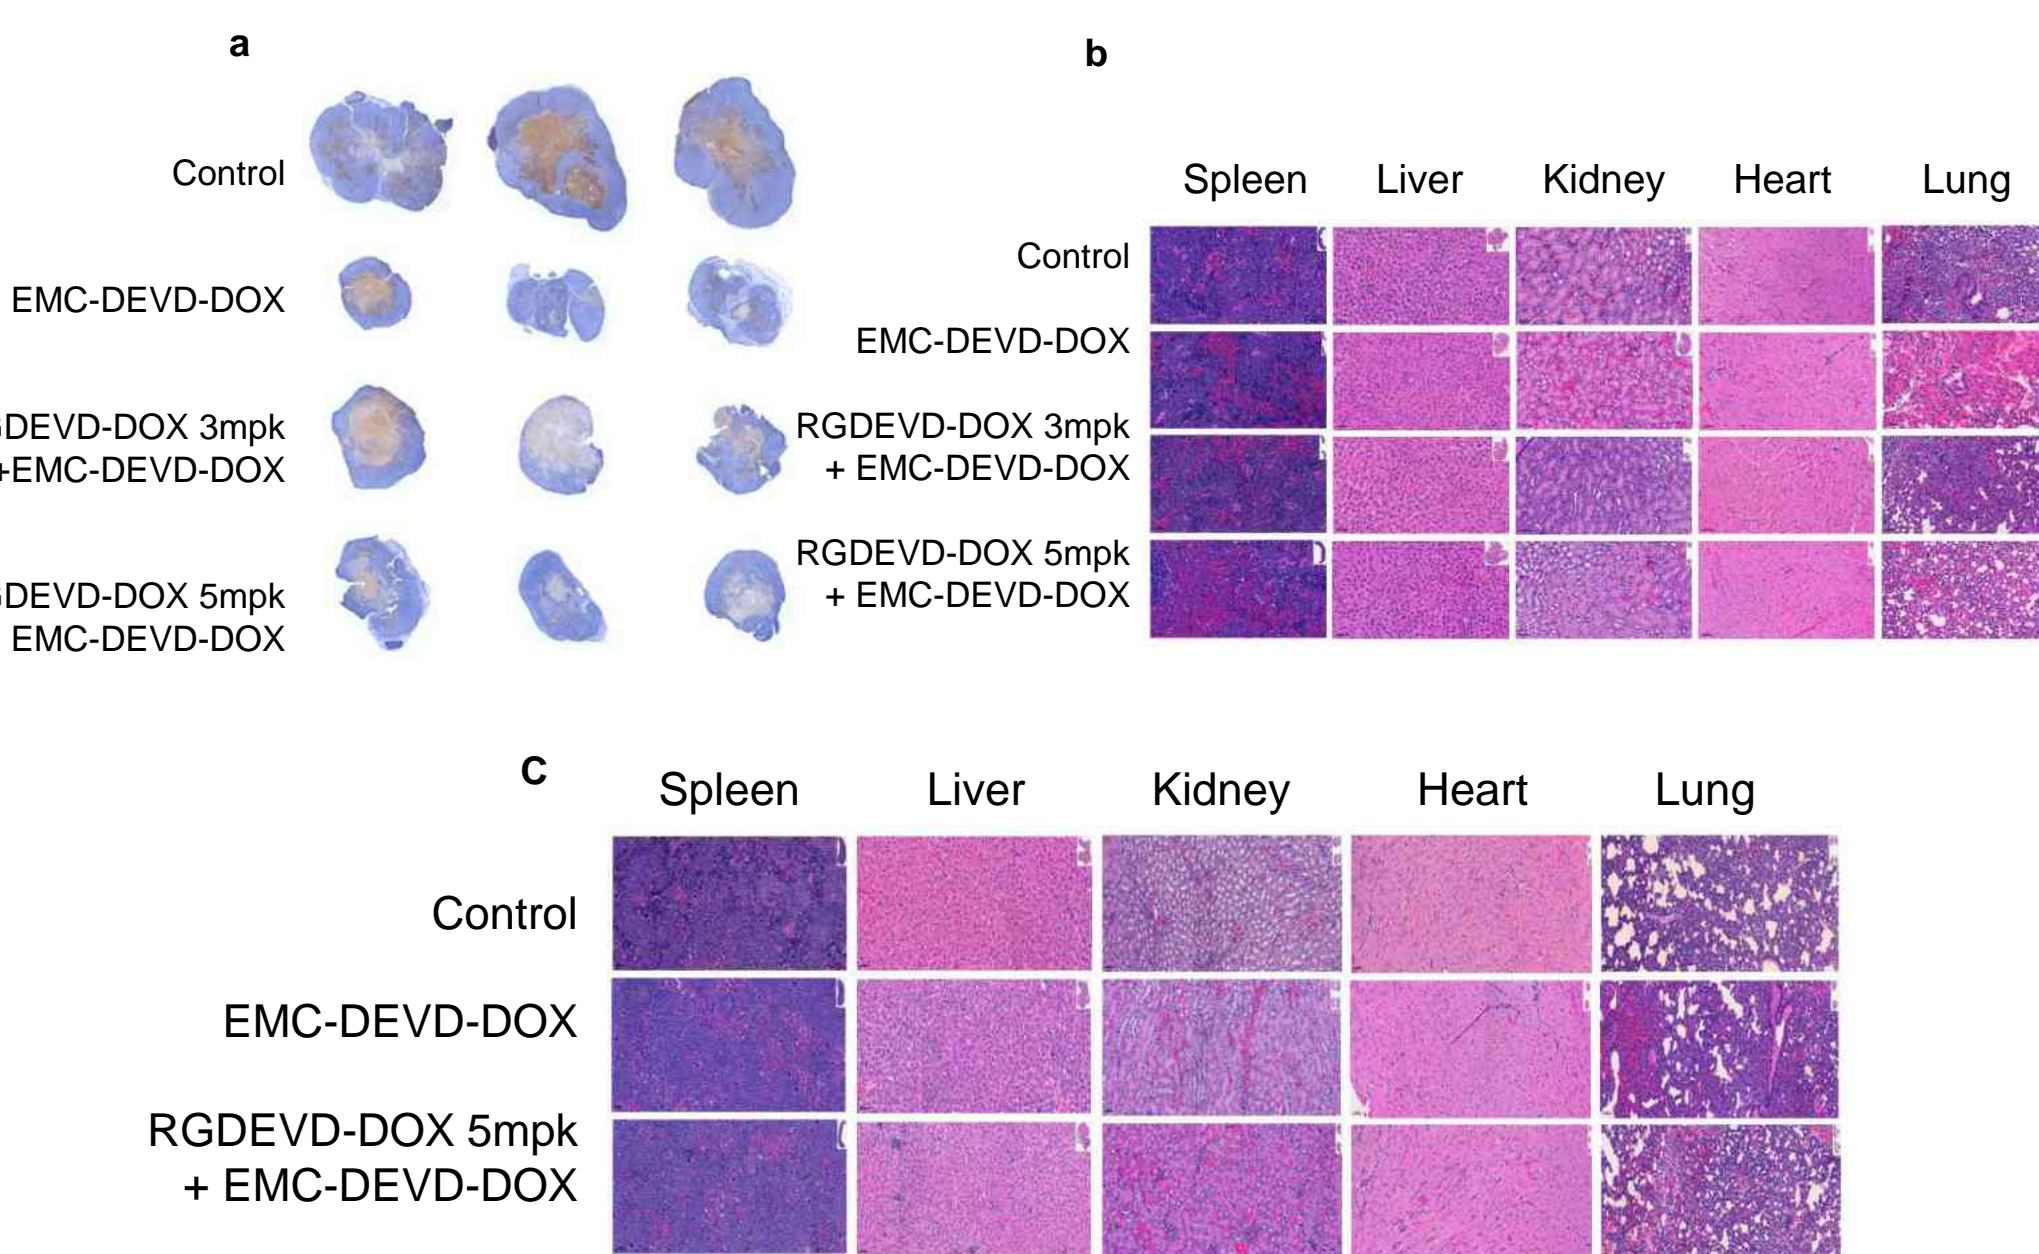 a
Control
EMC-DEVD-DOX
GDEVD-DOX 3mpk
+EMC-DEVD-DOX
GDEVD-DOX 5mpk
EMC-DEVD-DOX
b
Spleen Liver Kidney Heart Lung
Control
EMC-DEVD-DOX
RGDEVD-DOX 3mpk
+ EMC-DEVD-DOX
RGDEVD-DOX 5mpk
+ EMC-DEVD-DOX
C
Spleen Liver Kidney Heart Lung
Control
EMC-DEVD-DOX
RGDEVD-DOX 5mpk
+ EMC-DEVD-DOX